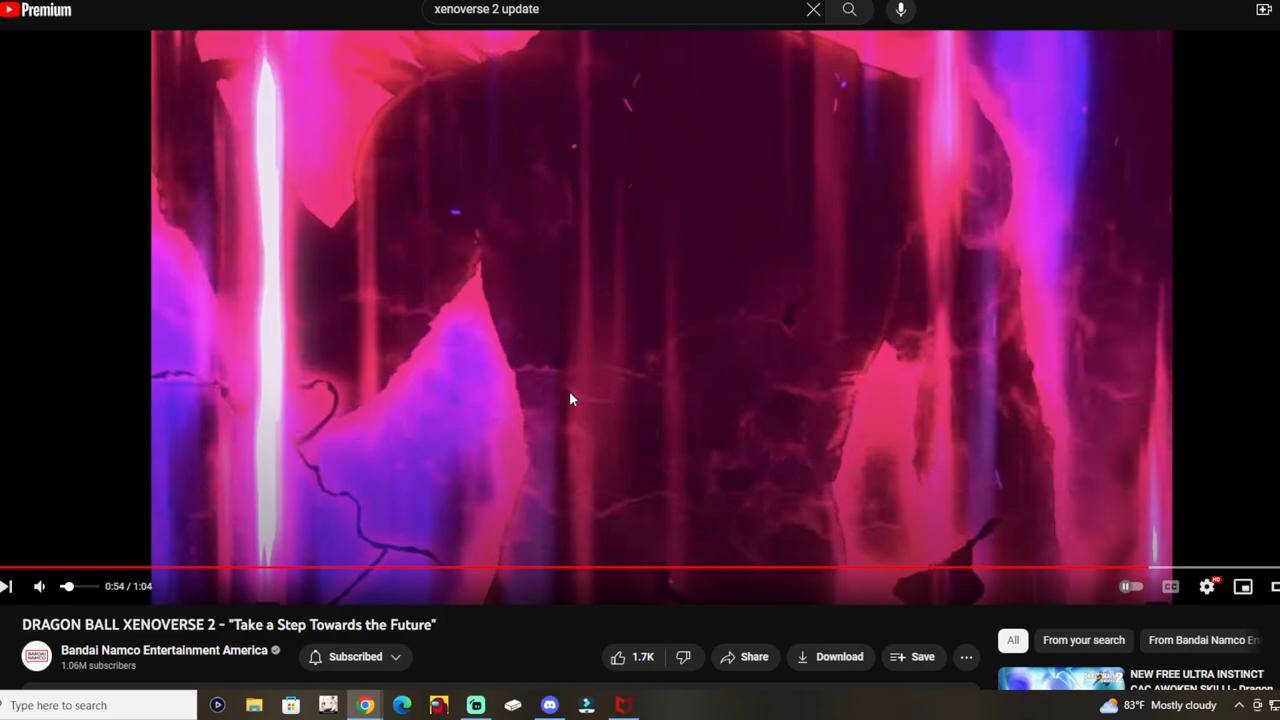 Premium
xenoverse 2 update
0:54 / 1:04
CC
HD
DRAGON BALL XENOVERSE 2 - "Take a Step Towards the Future"
Bandai Namco Entertainment America
1.06M subscribers
Subscribed
1.7K
Share
Download
Save
All
From your search
From Bandai Namco En
NEW FREE ULTRA INSTINCT
CAC AWOKEN SKILL! - Dragon
Type here to search
83°F Mostly cloudy